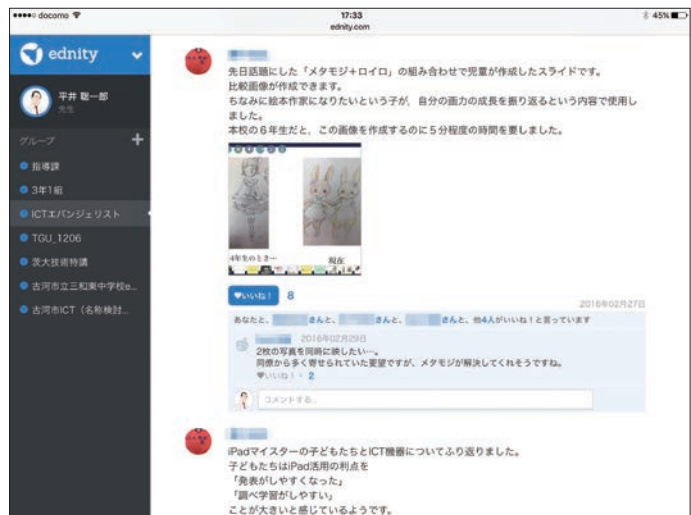 docomo
17:33
45%
ednity.com
ednity
平井 聡一郎
先生
グループ
指導課
3年1組
ICTエバンジェリスト
TGU_1206
茨大技術特講
古河市立三和東中学校e...
古河市ICT（名称検討...
先日話題にした「メタモジ+ロイロ」の組み合わせで児童が作成したスライドです。
比較画像が作成できます。
ちなみに絵本作家になりたいという子が、自分の画力の成長を振り返るという内容で使用し
ました。
本校の６年生だと、この画像を作成するのに５分程度の時間を要しました。
4年生のとき…
現在
いいね！ 8
2016年02月27日
あなたと、 さんと、 さんと、 さんと、他4人がいいね！と言っています
2016年02月29日
2枚の写真を同時に映したい…。
同僚から多く寄せられていた要望ですが、メタモジが解決してくれそうですね。
いいね！・ 2
コメントする..
iPadマイスターの子どもたちとICT機器についてふり返りました。
子どもたちはiPad活用の利点を
「発表がしやすくなった」
「調べ学習がしやすい」
ことが大きいと感じているようです。